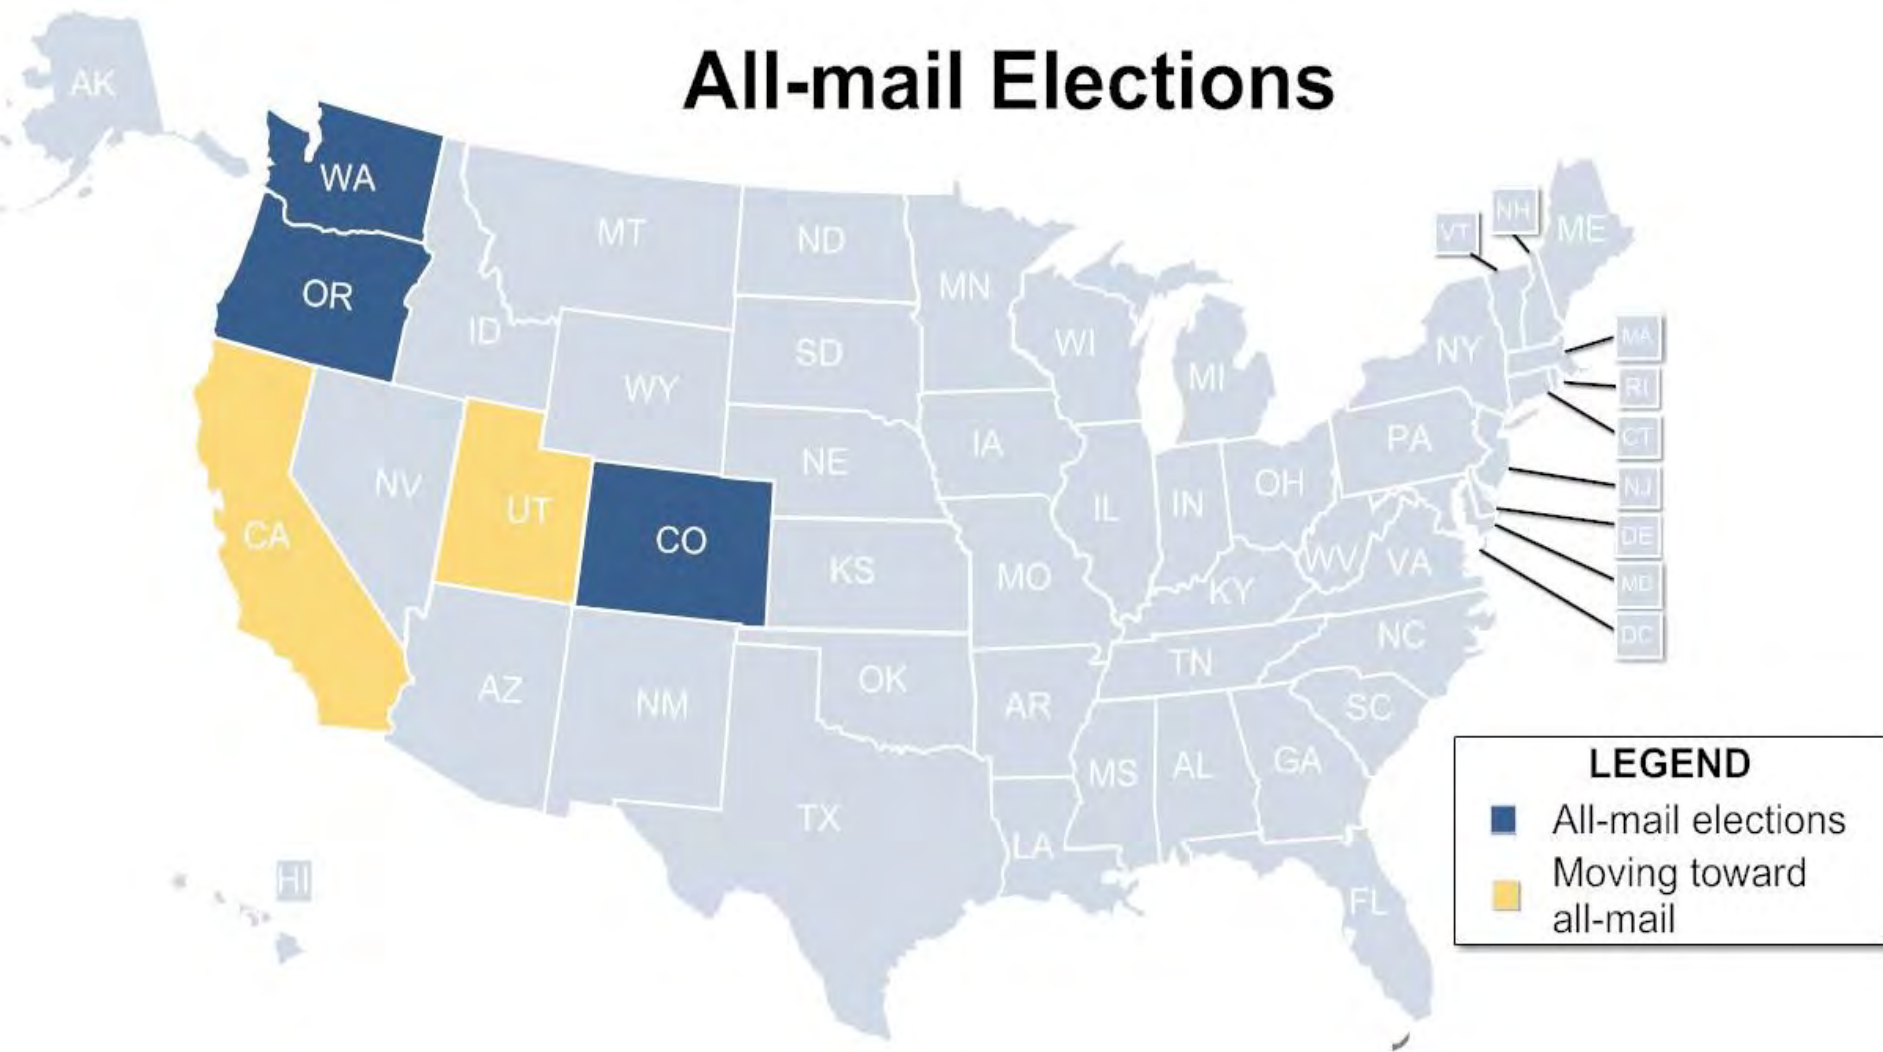 All-mail Elections
AK
WA
MT
ND
MN
VT
NH
ME
OR
ID
WY
SD
WI
MI
NY
MA
RI
CT
NV
UT
CO
NE
IA
IL
IN
OH
PA
NJ
DE
MD
DC
CA
KS
MO
KY
WV
VA
AZ
NM
OK
AR
TN
NC
SC
TX
LA
MS
AL
GA
FL
HI
LEGEND
All-mail elections
Moving toward
all-mail